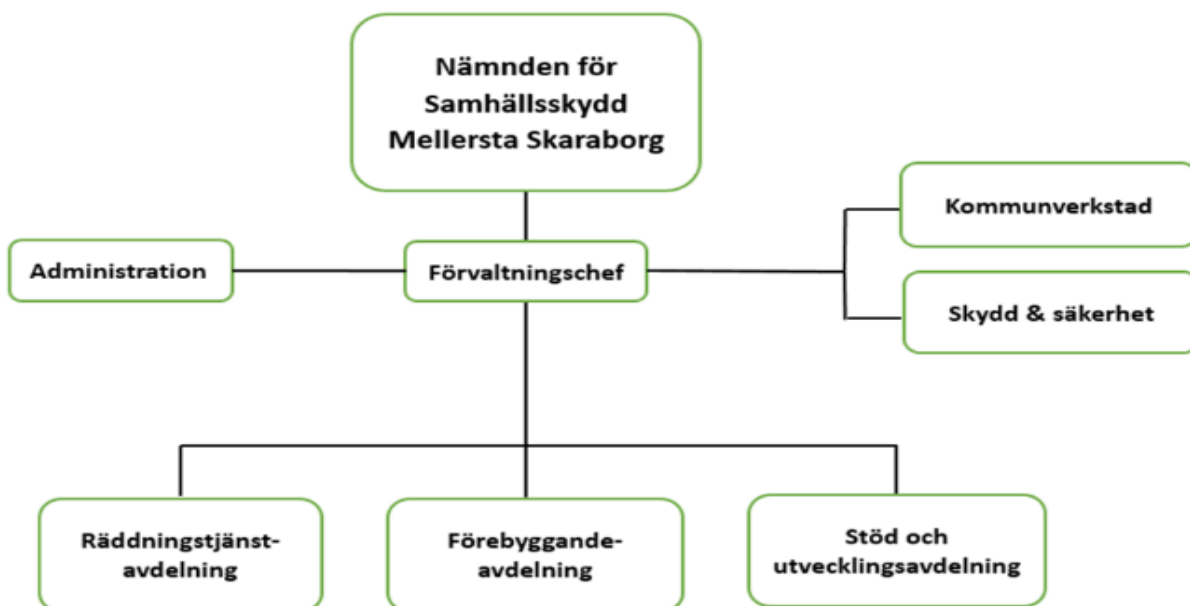 Nämnden för
Samhällsskydd
Mellersta Skaraborg
Kommunverkstad
Administration
Förvaltningschef
Skydd & säkerhet
Räddningstjänst-
avdelning
Förebyggande-
avdelning
Stöd och
utvecklingsavdelning